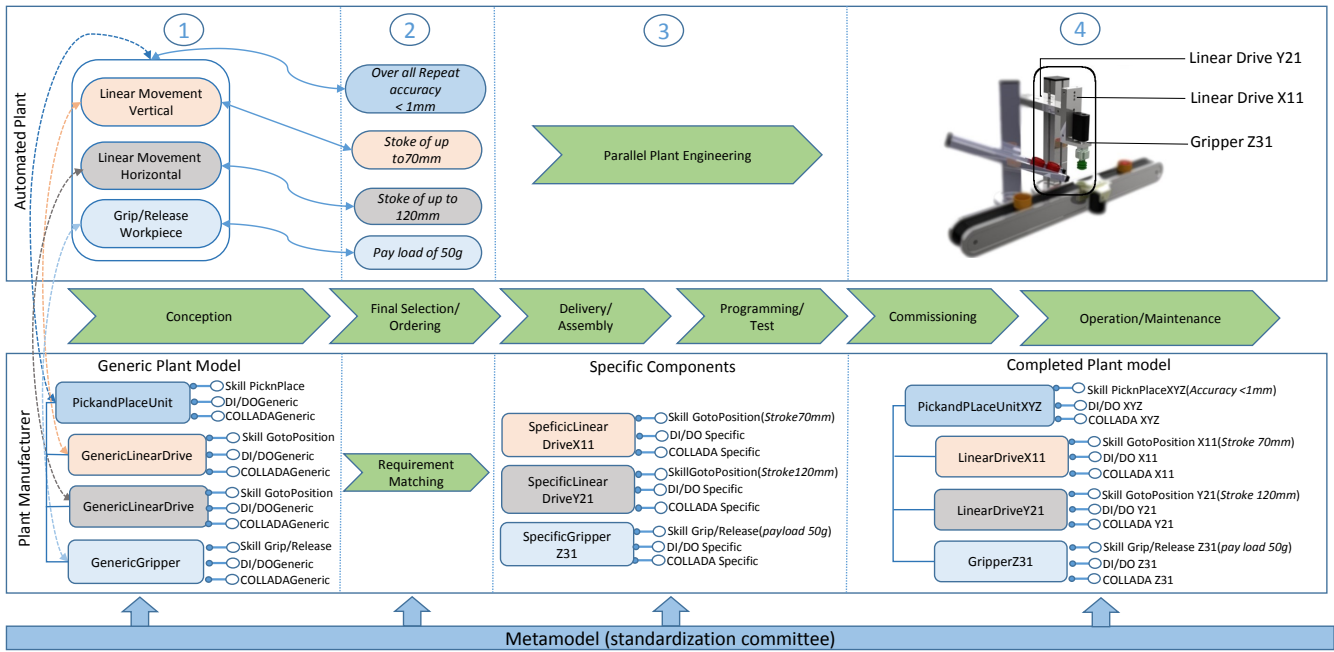 1
2
3
4
Automated Plant
Linear Movement
Vertical
Linear Movement
Horizontal
Grip/Release
Workpiece
Over all Repeat
accuracy
< 1mm
Stoke of up
to70mm
Stoke of up to
120mm
Pay load of 50g
Parallel Plant Engineering
Linear Drive Y21
Linear Drive X11
Gripper Z31
Conception
Final Selection/
Ordering
Delivery/
Assembly
Programming/
Test
Commissioning
Operation/Maintenance
Plant Manufacturer
Generic Plant Model
PickandPlaceUnit
Skill PicknPlace
DI/DOGeneric
COLLADAGeneric
GenericLinearDrive
Skill GotoPosition
DI/DOGeneric
COLLADAGeneric
GenericLinearDrive
Skill GotoPosition
DI/DOGeneric
COLLADAGeneric
GenericGripper
Skill Grip/Release
DI/DOGeneric
COLLADAGeneric
Requirement
Matching
Specific Components
SpeficicLinear
DriveX11
Skill GotoPosition(Stroke70mm)
DI/DO Specific
COLLADA Specific
SpecificLinear
DriveY21
SkillGotoPosition(Stroke120mm)
DI/DO Specific
COLLADA Specific
SpecificGripper
Z31
Skill Grip/Release(payload 50g)
DI/DO Specific
COLLADA Specific
Completed Plant model
PickandPLaceUnitXYZ
Skill PicknPlaceXYZ(Accuracy <1mm)
DI/DO XYZ
COLLADA XYZ
LinearDriveX11
Skill GotoPosition X11(Stroke 70mm)
DI/DO X11
COLLADA X11
LinearDriveY21
Skill GotoPosition Y21(Stroke 120mm)
DI/DO Y21
COLLADA Y21
GripperZ31
Skill Grip/Release Z31(pay load 50g)
DI/DO Z31
COLLADA Z31
Metamodel (standardization committee)